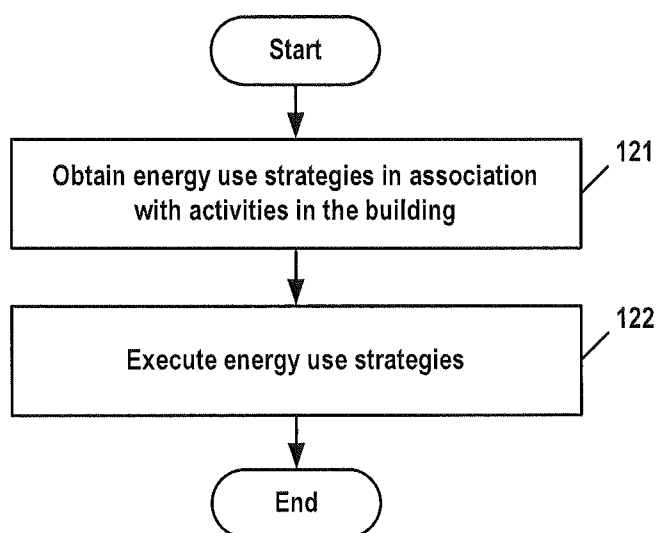 Start
Obtain energy use strategies in association
with activities in the building
121
Execute energy use strategies
122
End